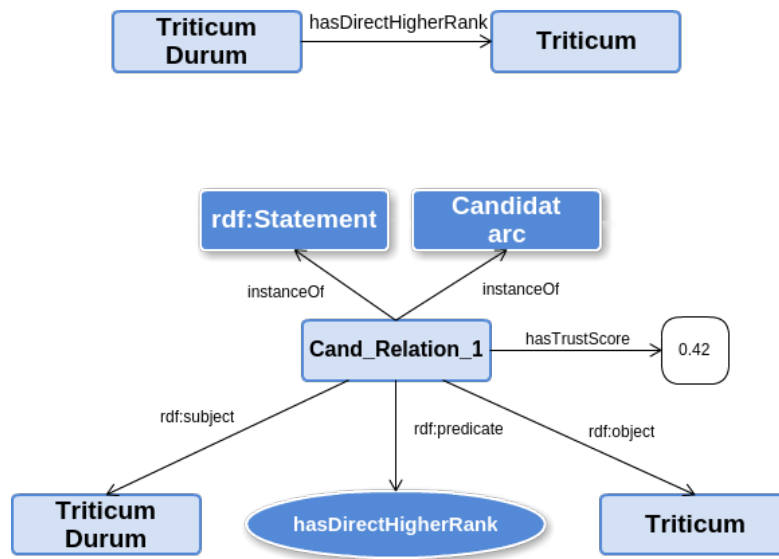 Triticum
Durum
hasDirectHigherRank
Triticum
rdf:Statement
Candidat
arc
instanceOf
instanceOf
Cand_Relation_1
hasTrustScore
0.42
rdf:subject
rdf:predicate
rdf:object
Triticum
Durum
hasDirectHigherRank
Triticum